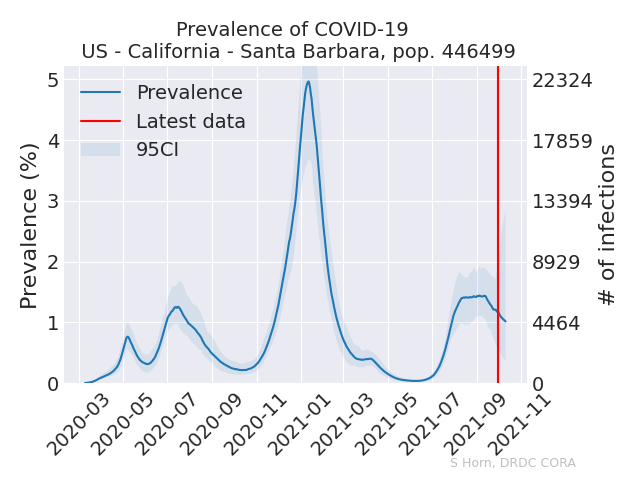 Prevalence of COVID-19
US - California - Santa Barbara, pop. 446499
Prevalence (%)
5
4
3
2
1
0
Prevalence
Latest data
95CI
22324
17859
13394
8929
4464
0
# of infections
2020-03
2020-05
2020-07
2020-09
2020-11
2021-01
2021-03
2021-05
2021-07
2021-09
2021-11
S Horn, DRDC CORA